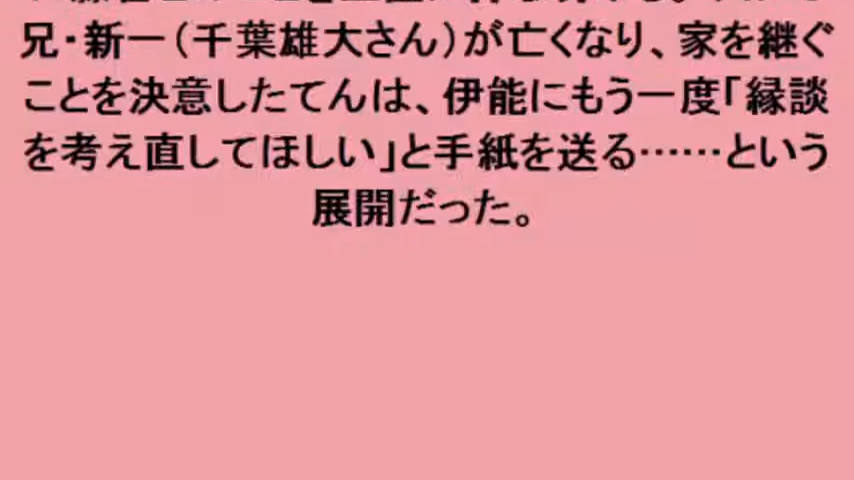 兄・新一（千葉雄大さん）が亡くなり、家を継ぐ
ことを決意したてんは、伊能にもう一度「縁談
を考え直してほしい」と手紙を送る……という
展開だった。